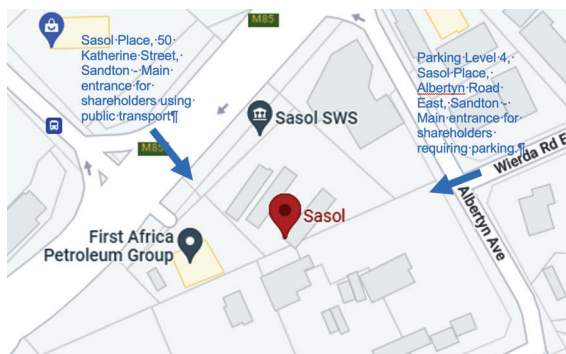 M85
Sasol·Place,·50·
Katherine·Street,·
Sandton·-·Main·
entrance·for·
shareholders·using·
public·transport¶
Parking·Level·4,·
Sasol·Place,·
Albertyn·Road·
East,·Sandton·-·
Main·entrance·for·
shareholders·
requiring·parking.¶
Sasol SWS
M85
Wierda Rd E
Sasol
Albertyn Ave
First Africa
Petroleum Group